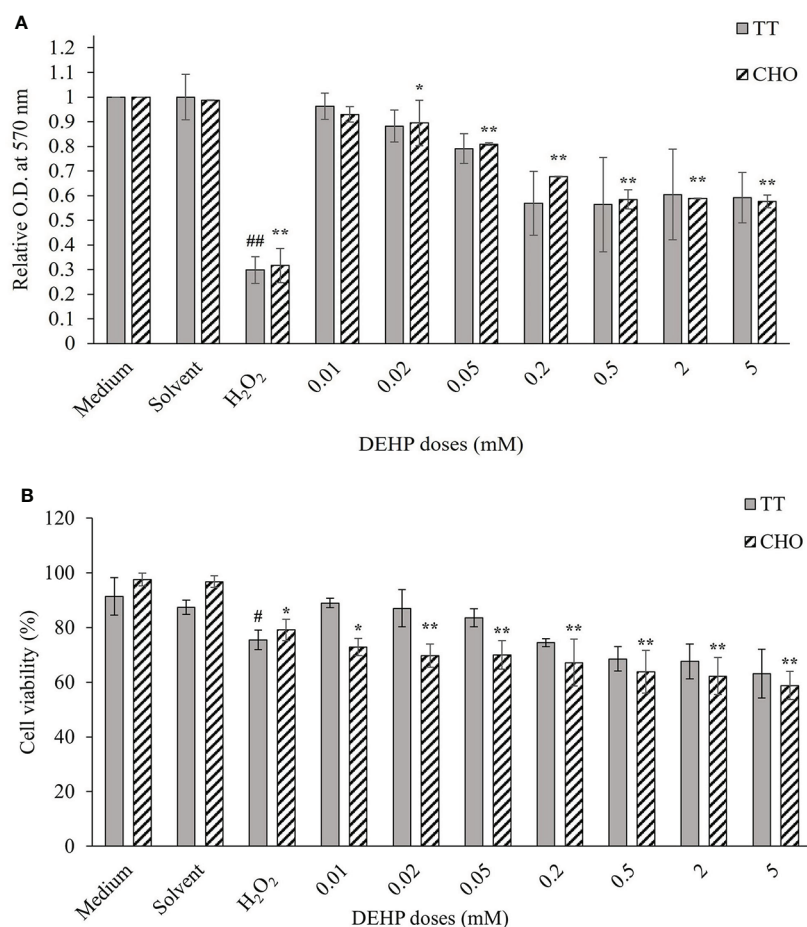 A
TT
CHO
Relative O.D. at 570 nm
1.2
1.1
1
0.9
0.8
0.7
0.6
0.5
0.4
0.3
0.2
0.1
0
*
**
**
**
**
**
## **
Medium Solvent H₂O₂ 0.01 0.02 0.05 0.2 0.5 2 5
DEHP doses (mM)
B
TT
CHO
Cell viability (%)
120
100
80
60
40
20
0
# * * ** ** ** ** ** **
Medium Solvent H₂O₂ 0.01 0.02 0.05 0.2 0.5 2 5
DEHP doses (mM)